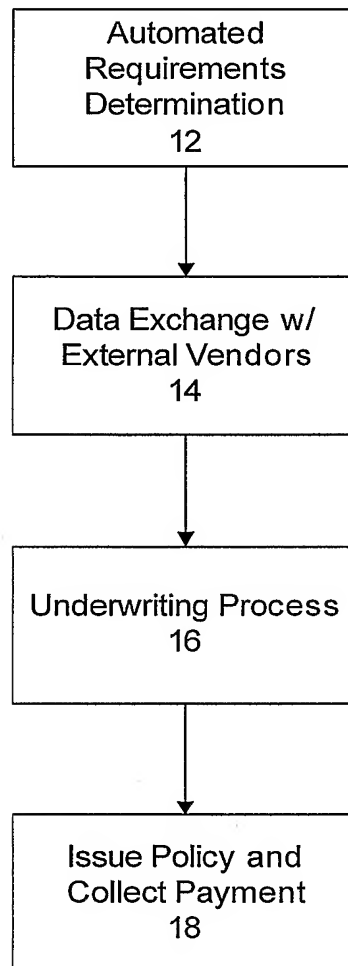 Automated
Requirements
Determination
12
Data Exchange w/
External Vendors
14
Underwriting Process
16
Issue Policy and
Collect Payment
18